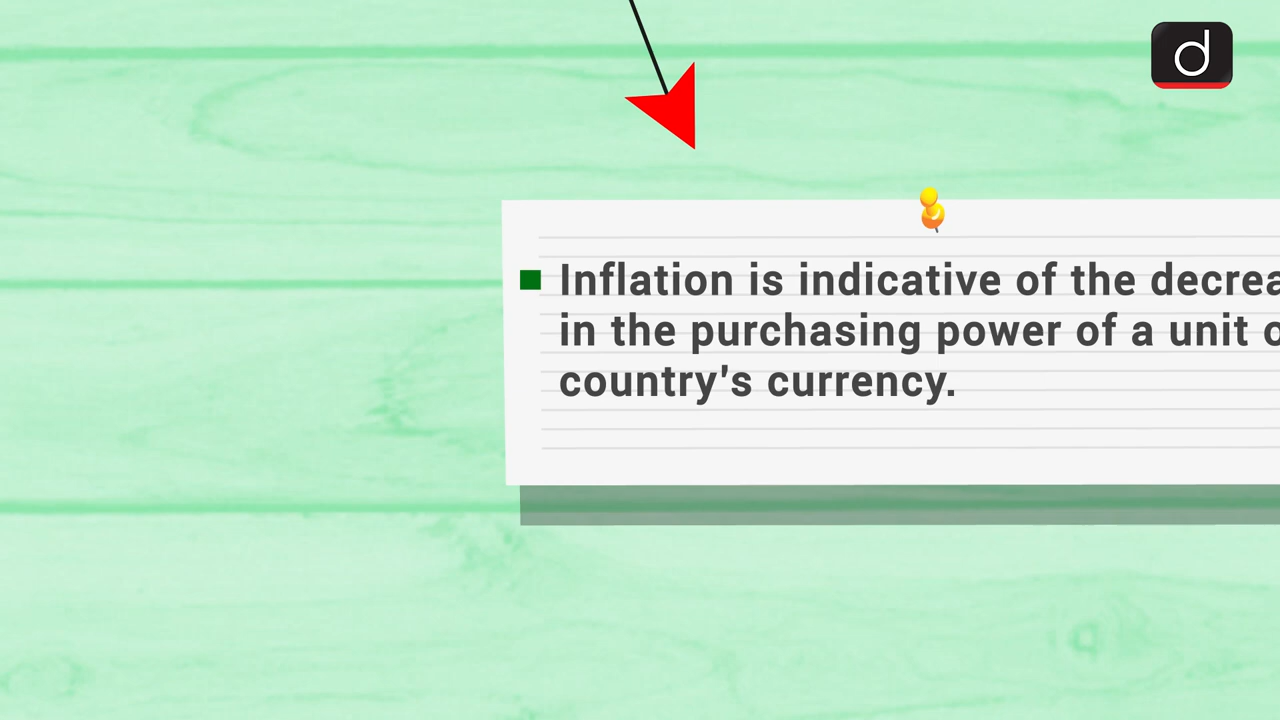 d
Inflation is indicative of the
in the purchasing power of a unit
country's currency.